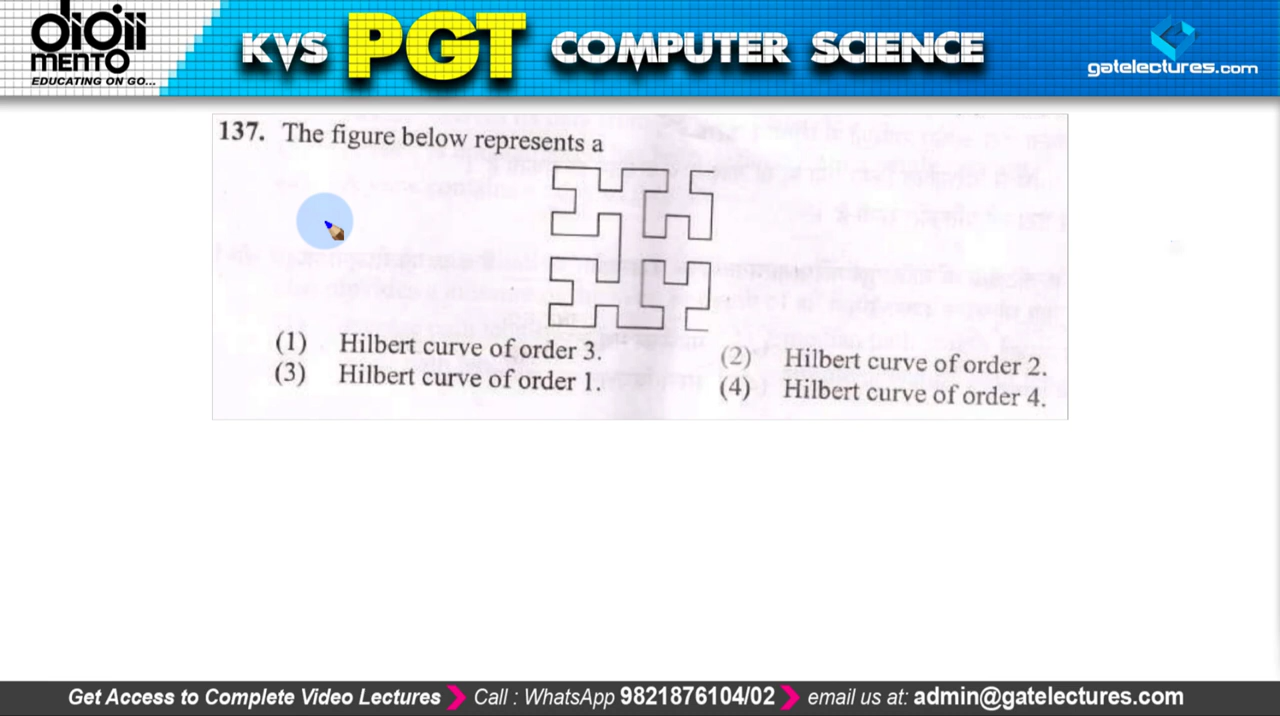 digii
MENTO
EDUCATING ON GO...
KVS PGT COMPUTER SCIENCE
gatelectures.com
137. The figure below represents a
(1) Hilbert curve of order 3.
(2) Hilbert curve of order 2.
(3) Hilbert curve of order 1.
(4) Hilbert curve of order 4.
Get Access to Complete Video Lectures Call : WhatsApp 9821876104/02 email us at: admin@gatelectures.com